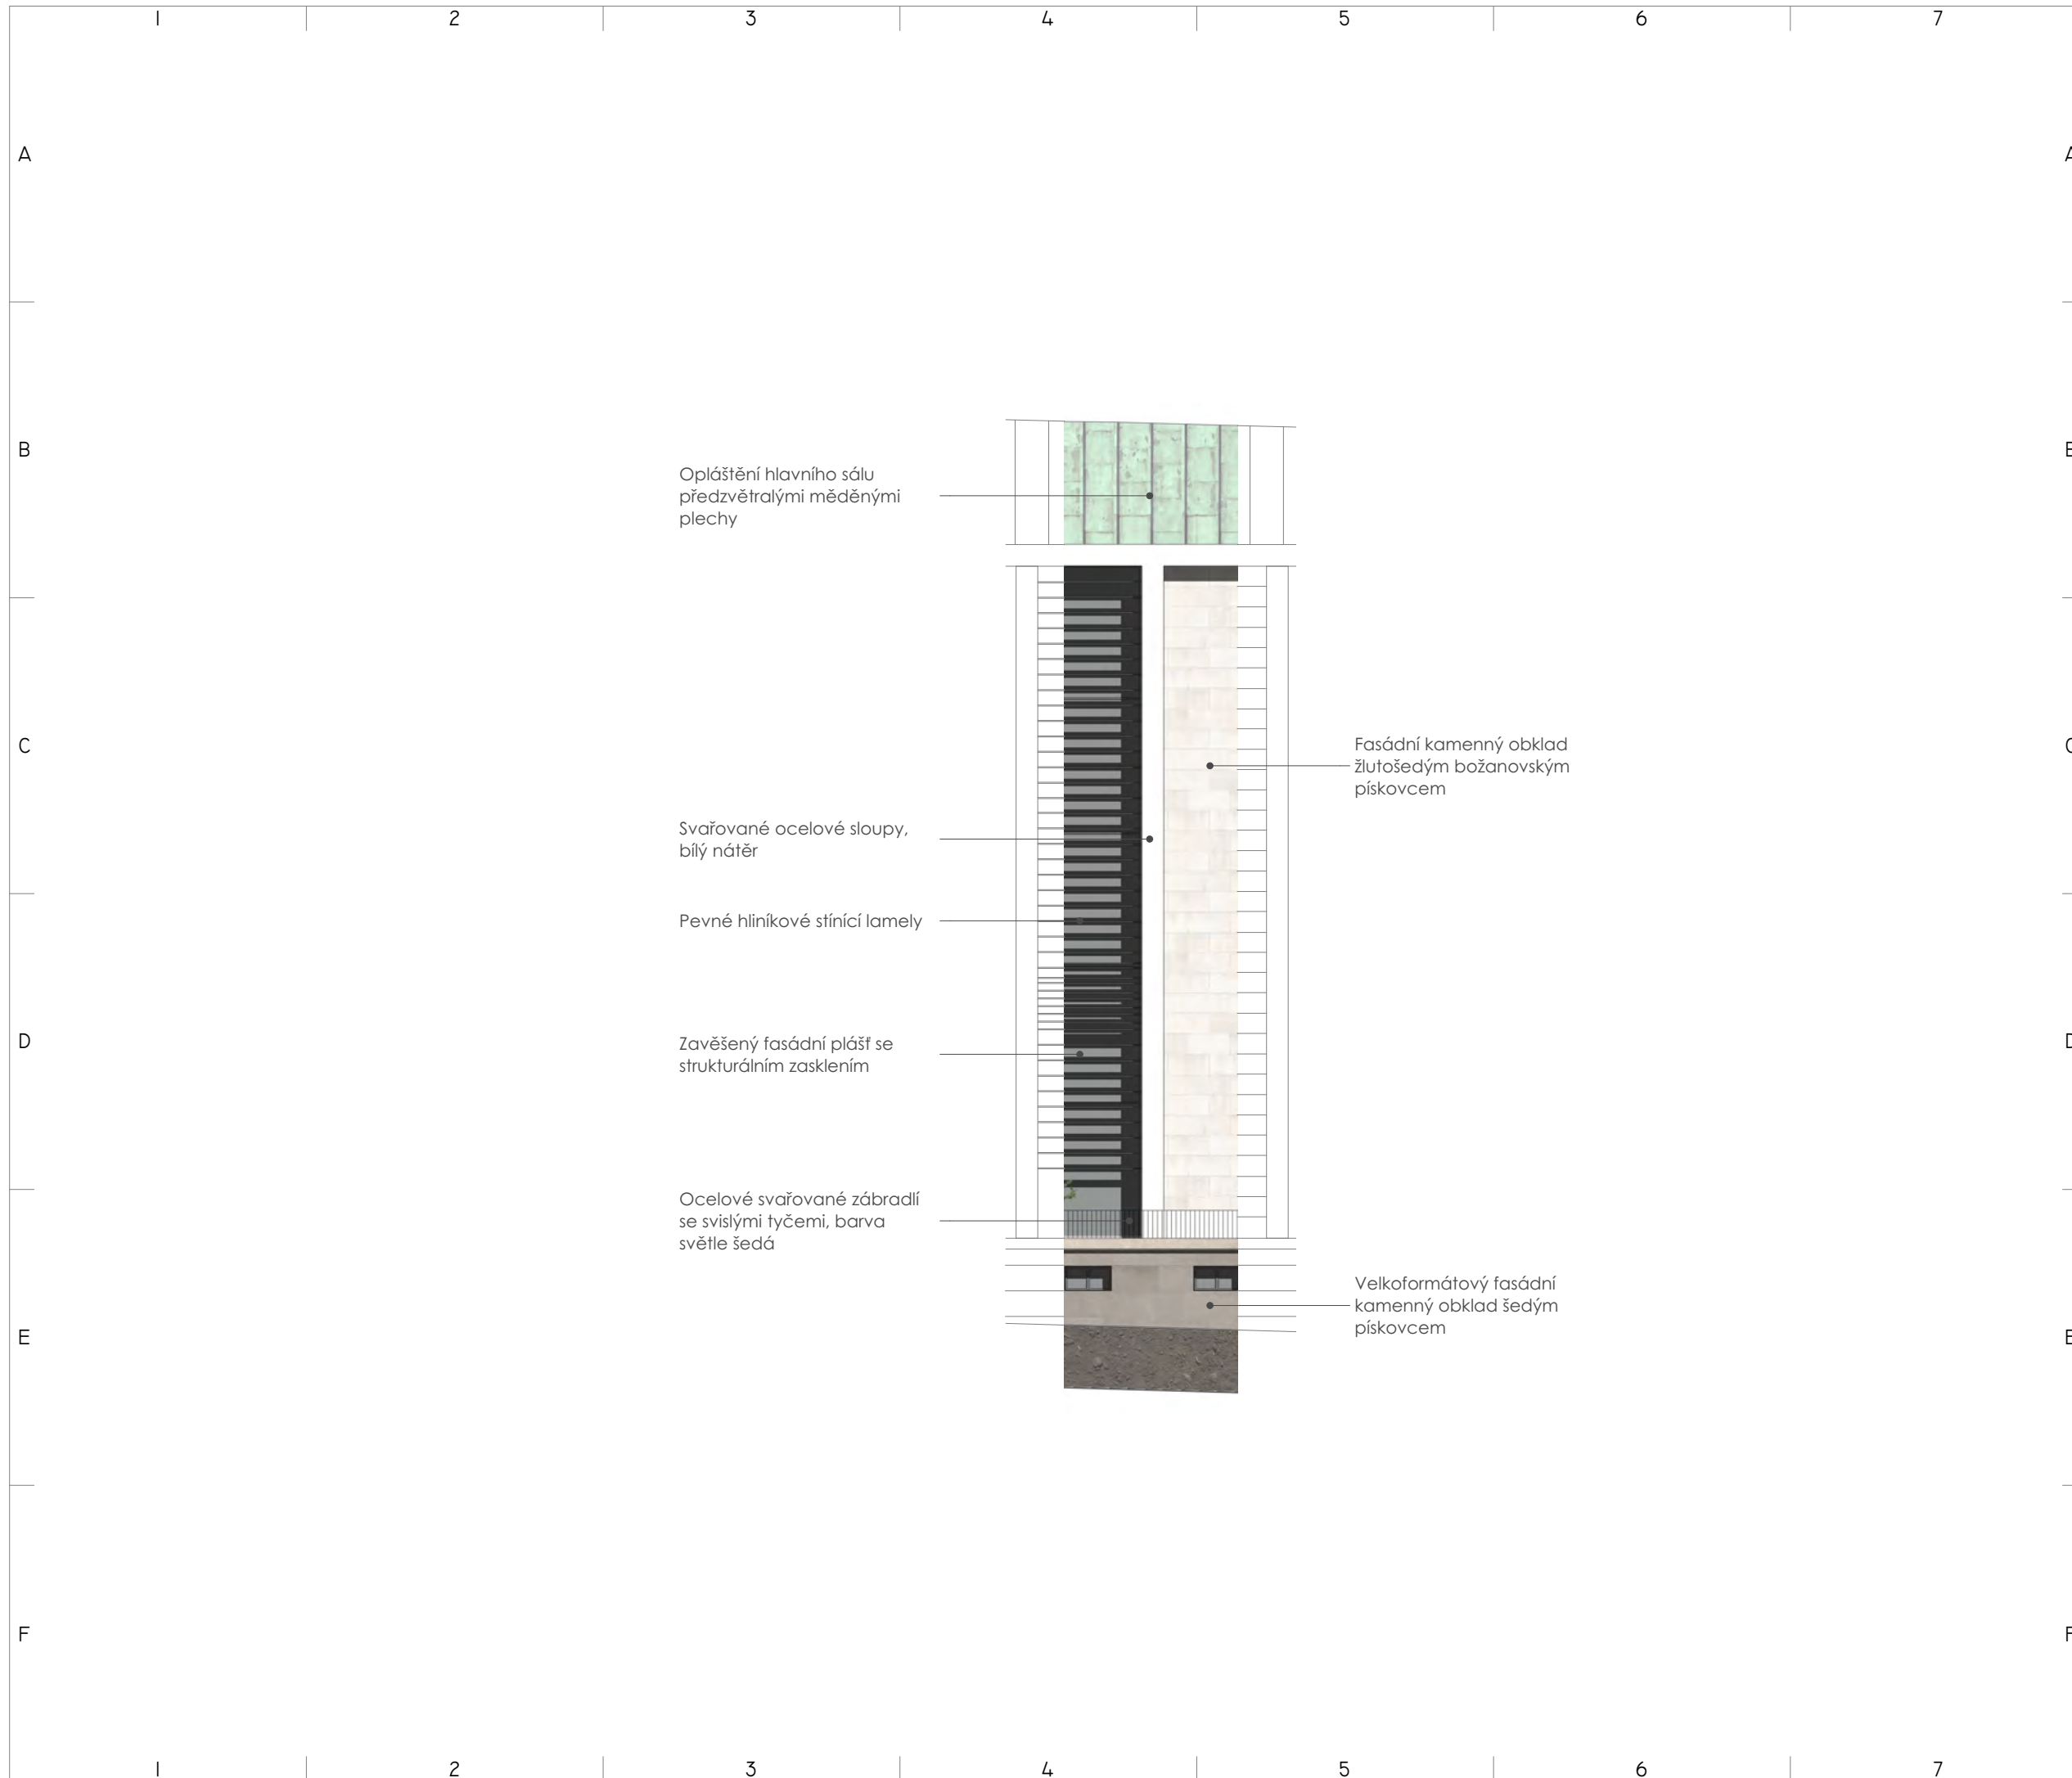 1 2 3 4 5 6 7
A A
B B
Opláštění hlavního sálu
předzvětralými měděnými
plechy
C C
Fasádní kamenný obklad
žlutošedým božanovským
pískovcem
Svařované ocelové sloupy,
bílý nátěr
Pevné hliníkové stínící lamely
D D
Zavěšený fasádní plášť se
strukturálním zasklením
Ocelové svařované zábradlí
se svislými tyčemi, barva
světle šedá
Velkoformátový fasádní
kamenný obklad šedým
pískovcem
E E
F F
1 2 3 4 5 6 7